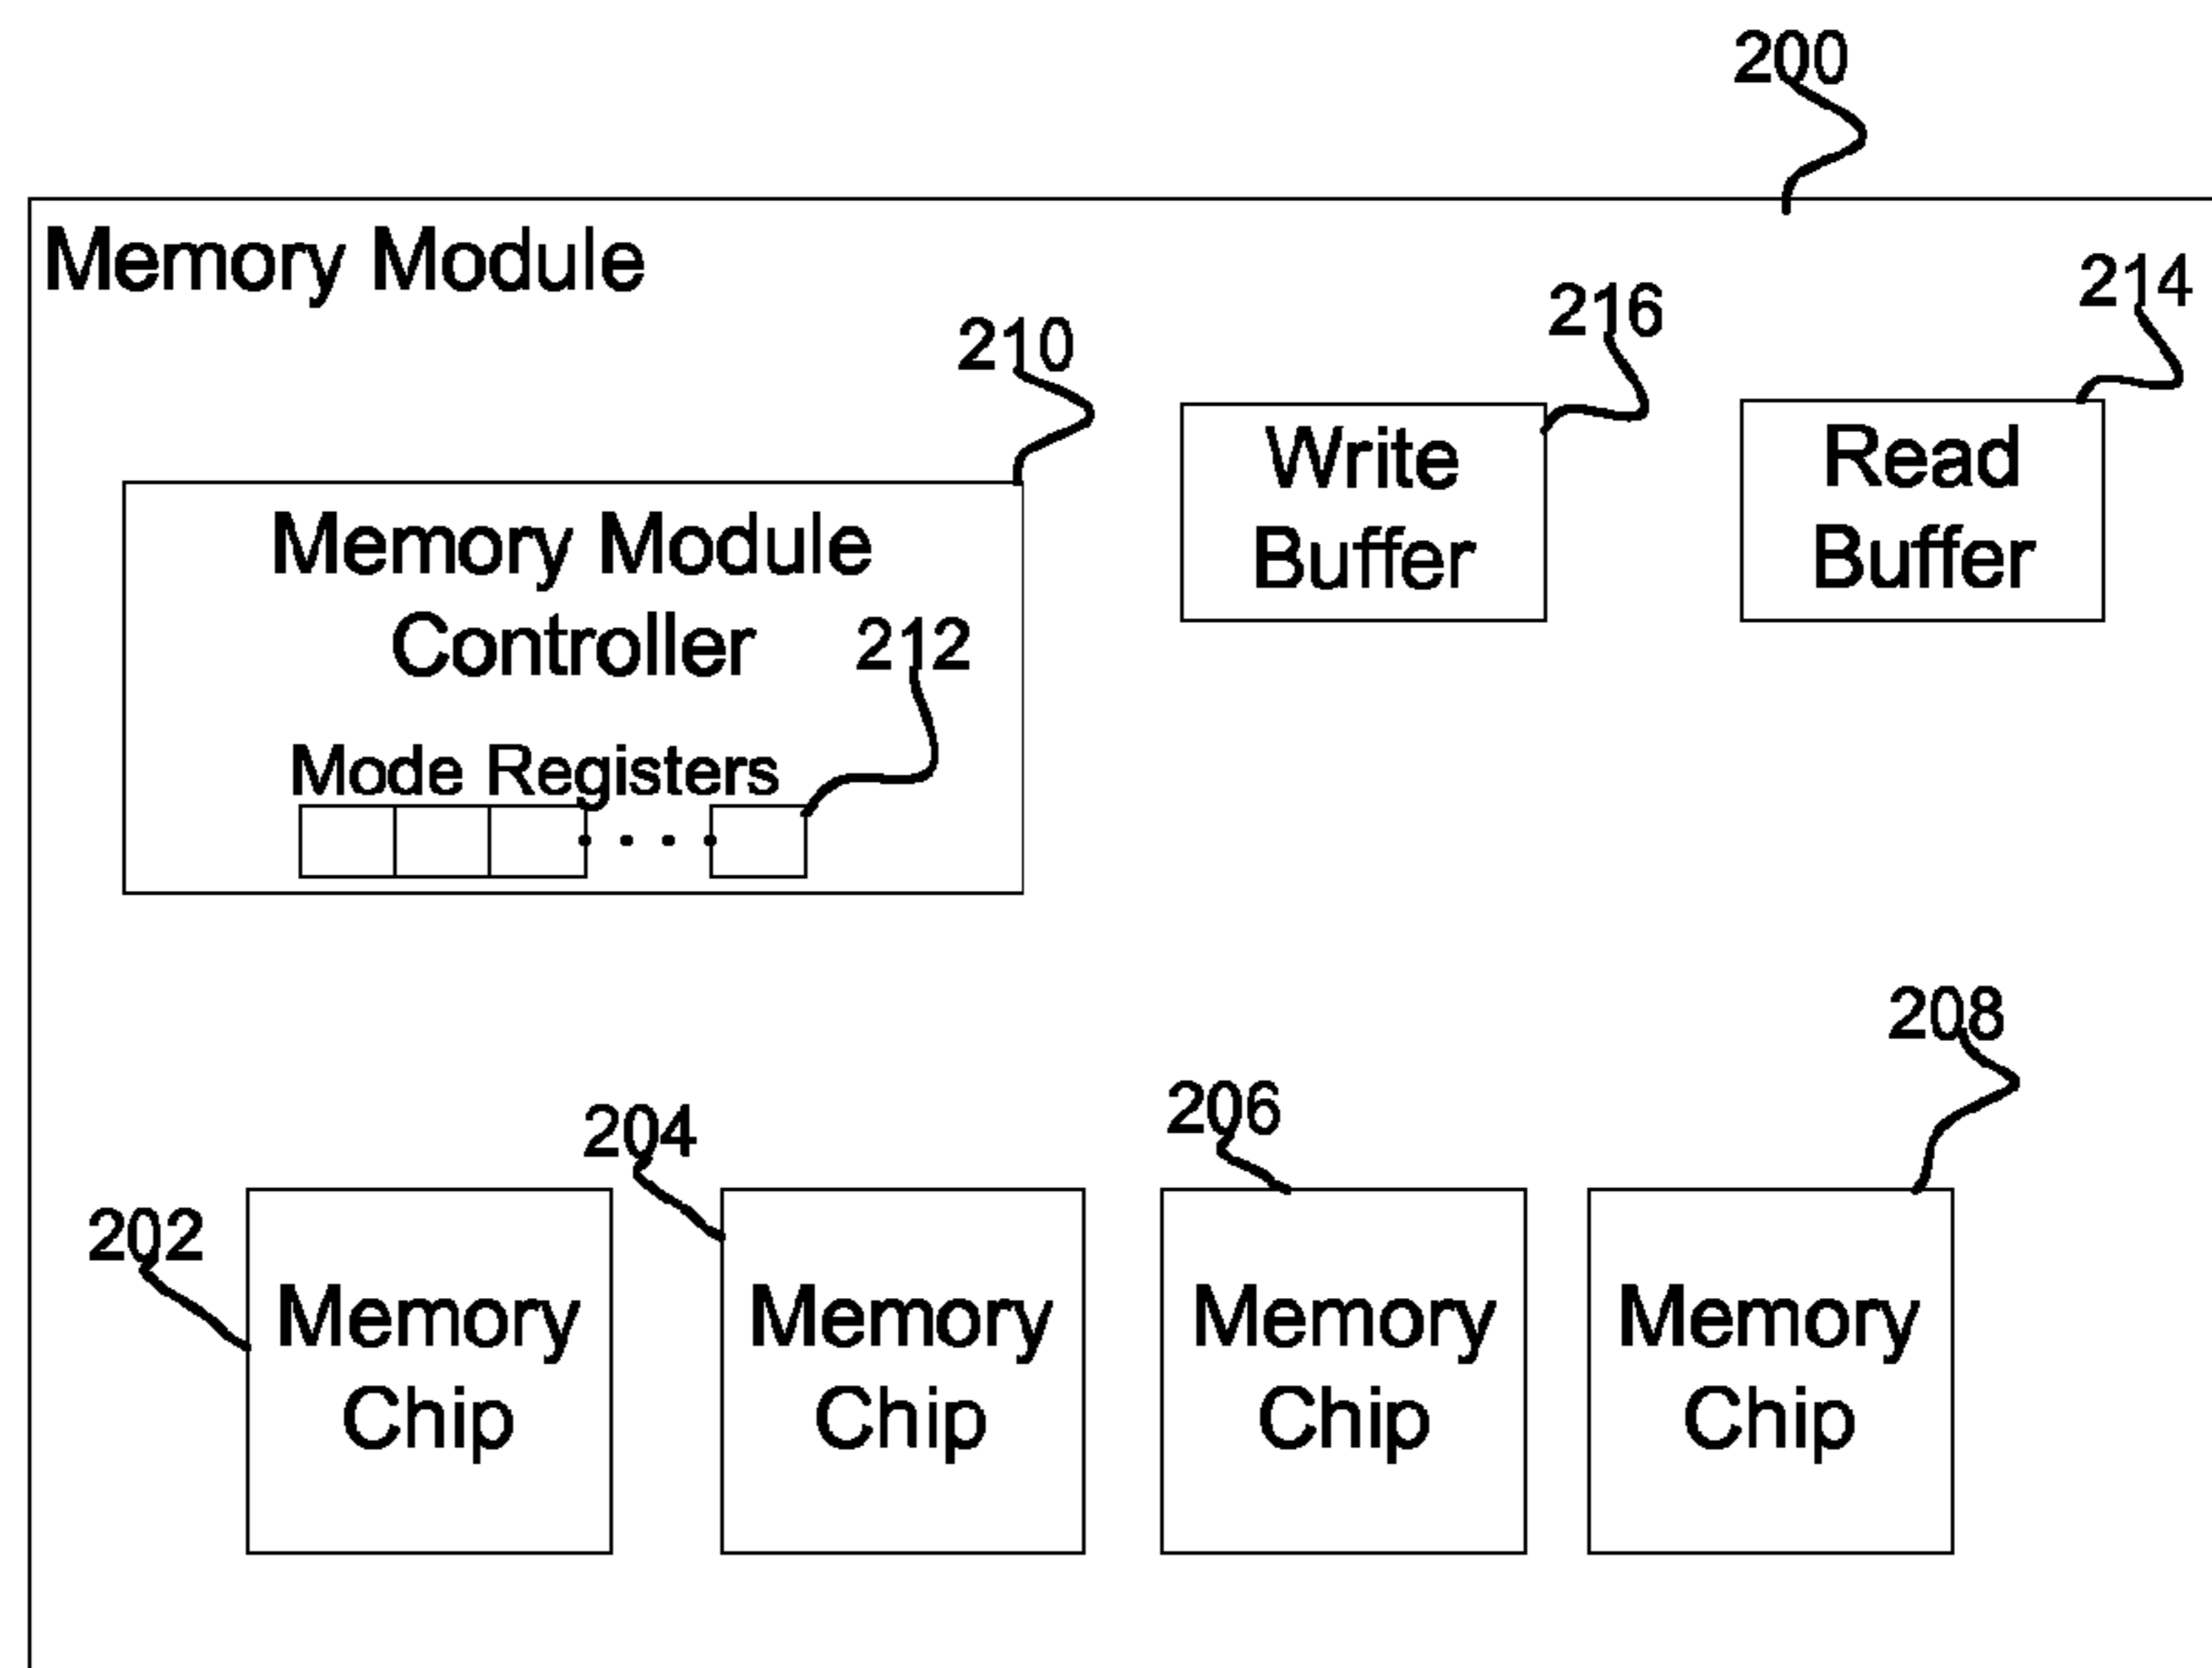 200
Memory Module
214
216
210
Write
Buffer
Read
Buffer
Memory Module
Controller
212
Mode Registers
208
206
204
202
Memory
Chip
Memory
Chip
Memory
Chip
Memory
Chip